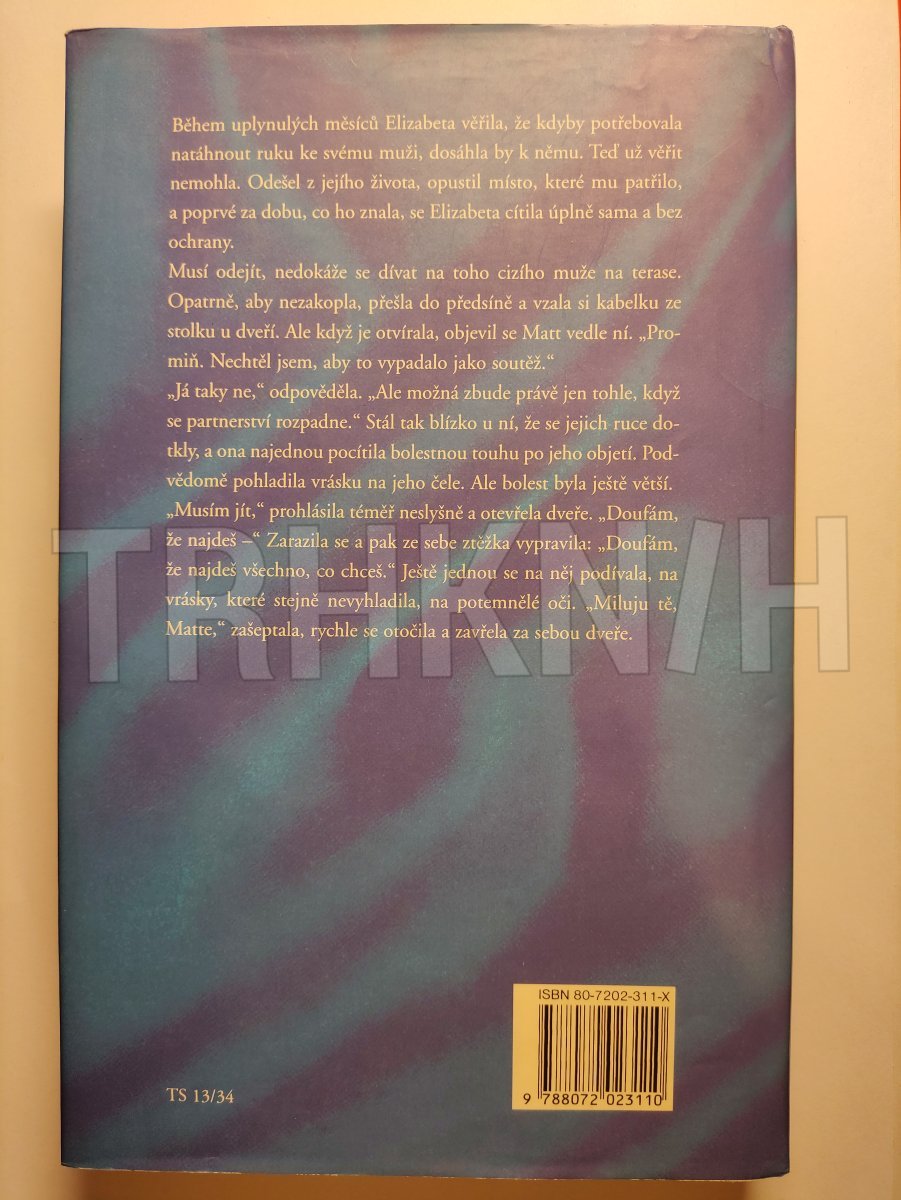 Během uplynulých měsíců Elizabeta věřila, že kdyby potřebovala
natáhnout ruku ke svému muži, dosáhla by k němu. Teď už věřit
nemohla. Odešel z jejího života, opustil místo, které mu patřilo,
a poprvé za dobu, co ho znala, se Elizabeta cítila úplně sama a bez
ochrany.
Musí odejít, nedokáže se dívat na toho cizího muže na terase.
Opatrně, aby nezakopla, přešla do předsíně a vzala si kabelku ze
stolku u dveří. Ale když je otvírala, objevil se Matt vedle ní. „Pro-
miň. Nechtěl jsem, aby to vypadalo jako soutěž.“
„Já taky ne,“ odpověděla. „Ale možná zbude právě jen tohle, když
se partnerství rozpadne.“ Stál tak blízko u ní, že se jejich ruce do-
tkly, a ona najednou pocítila bolestnou touhu po jeho objetí. Pod-
vědomě pohladila vrásku na jeho čele. Ale bolest byla ještě větší.
„Musím jít,“ prohlásila téměř neslyšně a otevřela dveře. „Doufám,
že najdeš –“ Zarazila se a pak ze sebe ztěžka vypravila: „Doufám,
že najdeš všechno, co chceš.“ Ještě jednou se na něj podívala, na
vrásky, které stejně nevyhladila, na potemnělé oči. „Miluju tě,
Matte,“ zašeptala, rychle se otočila a zavřela za sebou dveře.
TRHKNIH
ISBN 80-7202-311-X
9 788072 023110
TS 13/34